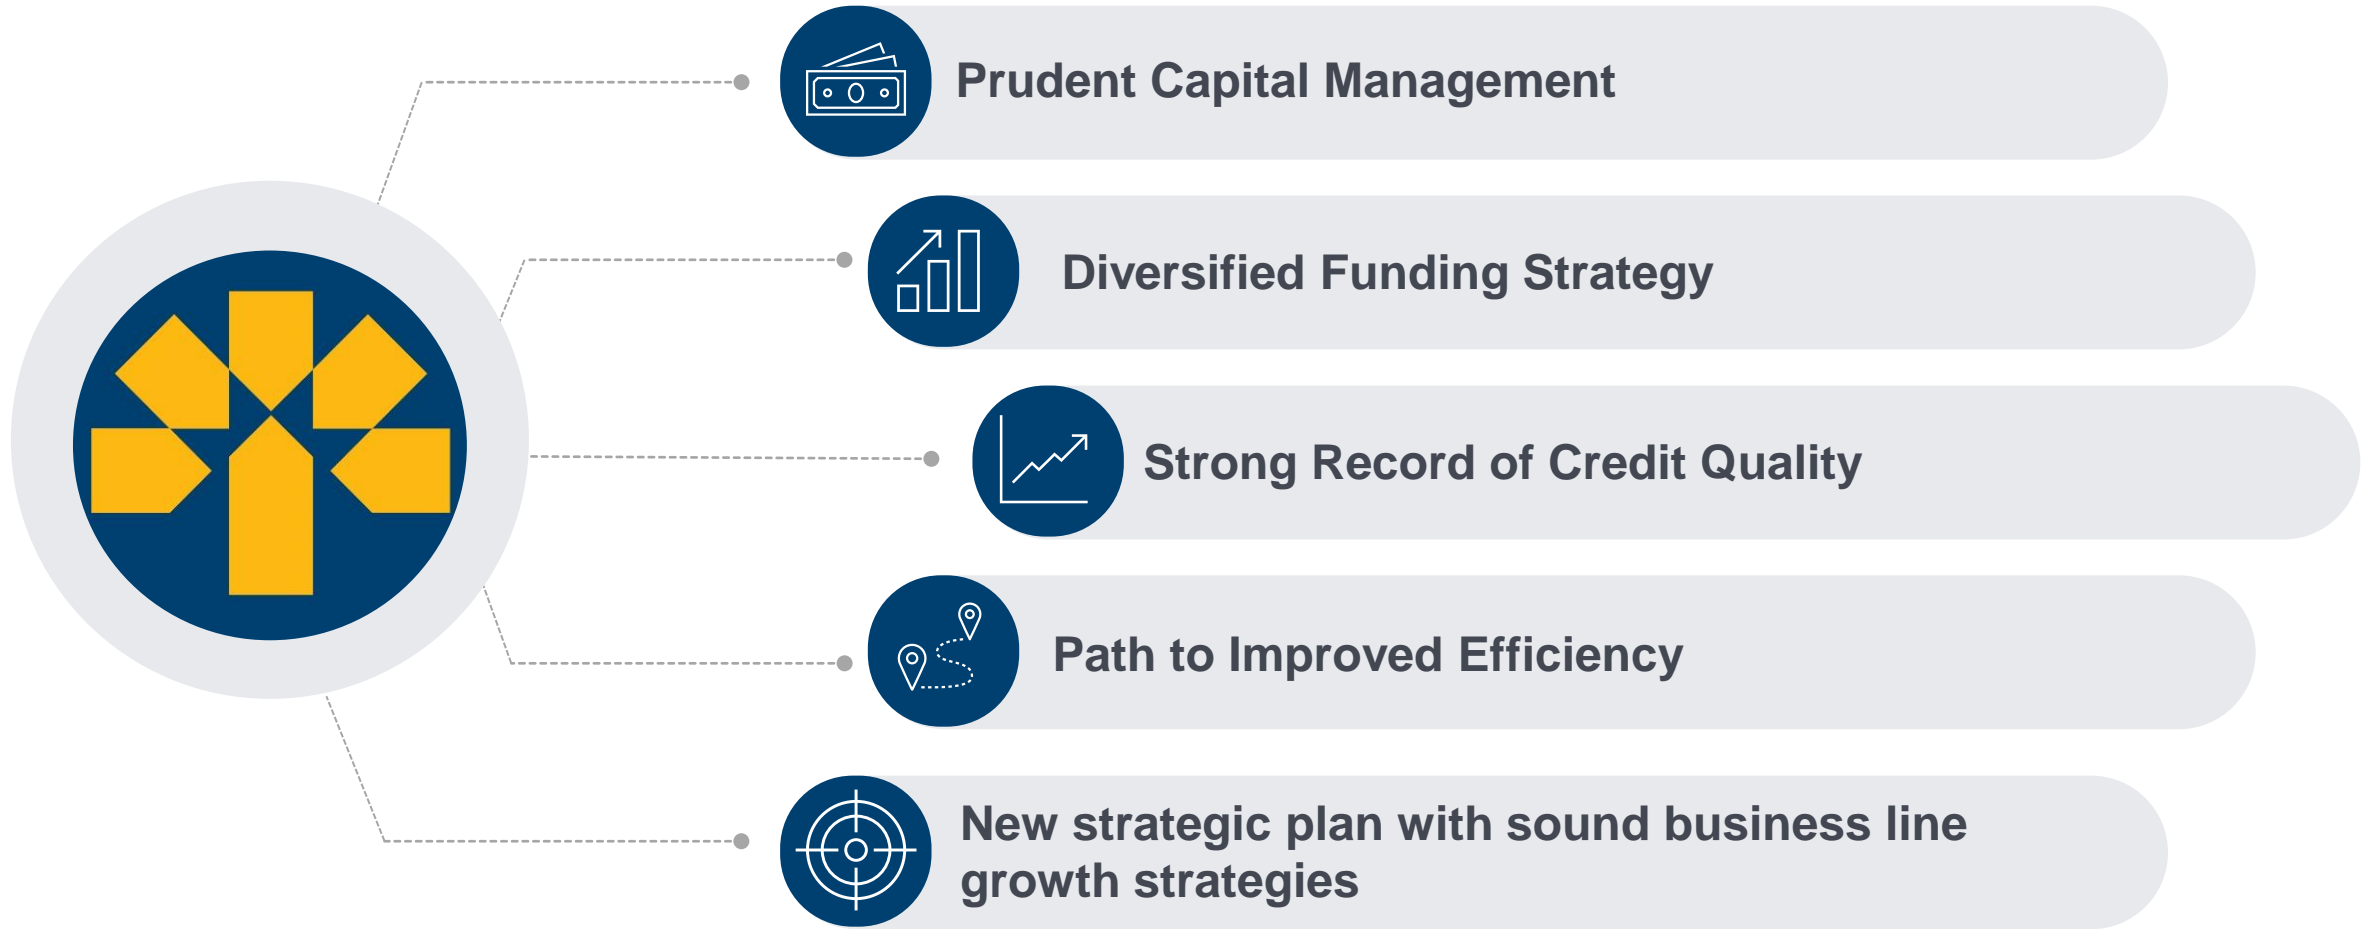 Prudent Capital Management
Diversified Funding Strategy
Strong Record of Credit Quality
Path to Improved Efficiency
New strategic plan with sound business line
growth strategies